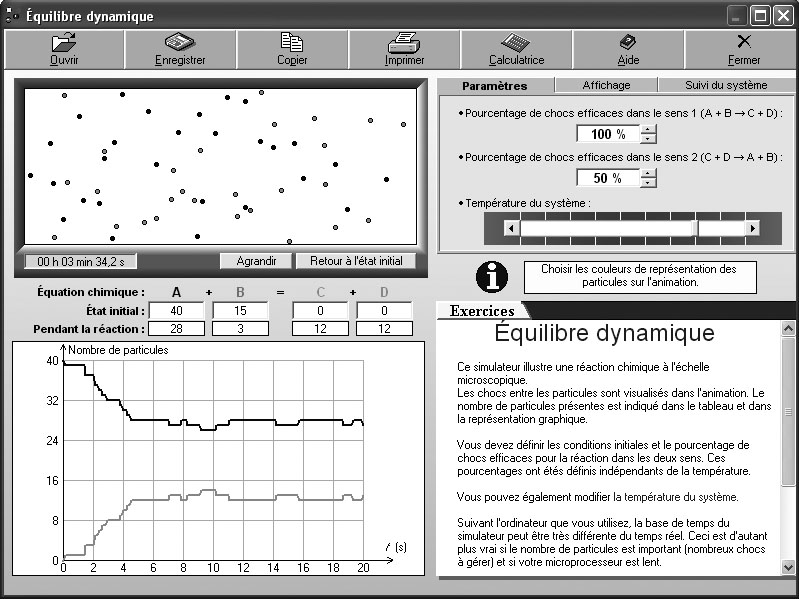 Équilibre dynamique
Ouvrir
Enregistrer
Copier
Imprimer
Calculatrice
Aide
Fermer
00 h 03 min 34,2 s
Agrandir
Retour à l'état initial
Équation chimique : A + B = C + D
État initial : 40 15 0 0
Pendant la réaction : 28 3 12 12
Nombre de particules
40
32
24
16
8
0
0 2 4 6 8 10 12 14 16 18 20
t (s)
Paramètres
Affichage
Suivi du système
•Pourcentage de chocs efficaces dans le sens 1 (A + B → C + D) :
100 %
•Pourcentage de chocs efficaces dans le sens 2 (C + D → A + B) :
50 %
•Température du système :
i
Choisir les couleurs de représentation des
particules sur l'animation.
Exercices
Équilibre dynamique
Ce simulateur illustre une réaction chimique à l'échelle
microscopique.
Les chocs entre les particules sont visualisés dans l'animation. Le
nombre de particules présentes est indiqué dans le tableau et dans
la représentation graphique.
Vous devez définir les conditions initiales et le pourcentage de
chocs efficaces pour la réaction dans les deux sens. Ces
pourcentages ont étés définis indépendants de la température.
Vous pouvez également modifier la température du système.
Suivant l'ordinateur que vous utilisez, la base de temps du
simulateur peut être très différente du temps réel. Ceci est d'autant
plus vrai si le nombre de particules est important (nombreux chocs
à gérer) et si votre microprocesseur est lent.